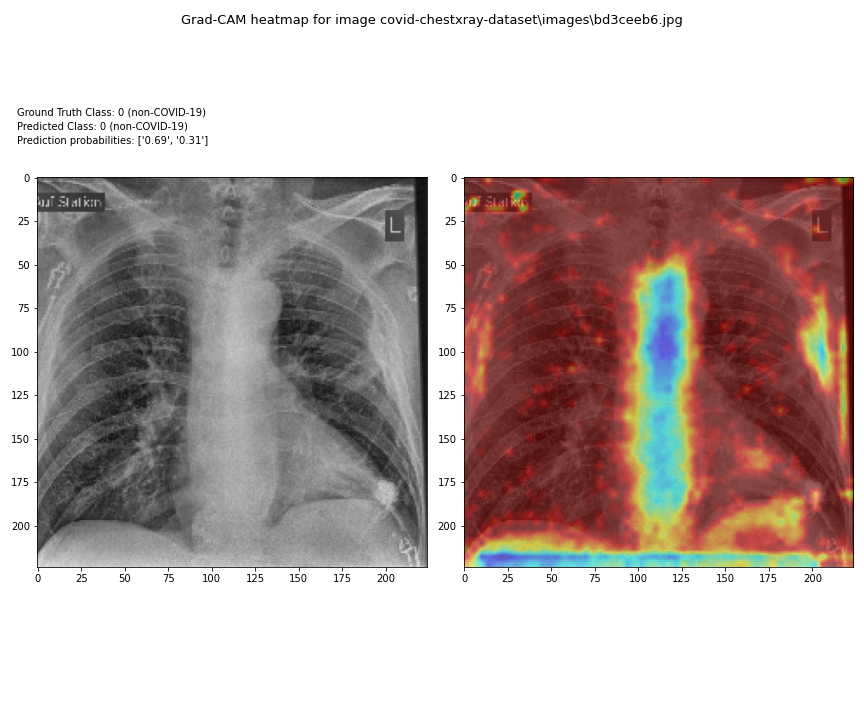 Grad-CAM heatmap for image covid-chestxray-dataset\images\bd3ceeb6.jpg
Ground Truth Class: 0 (non-COVID-19)
Predicted Class: 0 (non-COVID-19)
Prediction probabilities: ['0.69', '0.31']
0
25
50
75
100
125
150
175
200
0 25 50 75 100 125 150 175 200
Auf Station
L
0
25
50
75
100
125
150
175
200
0 25 50 75 100 125 150 175 200
Station
L